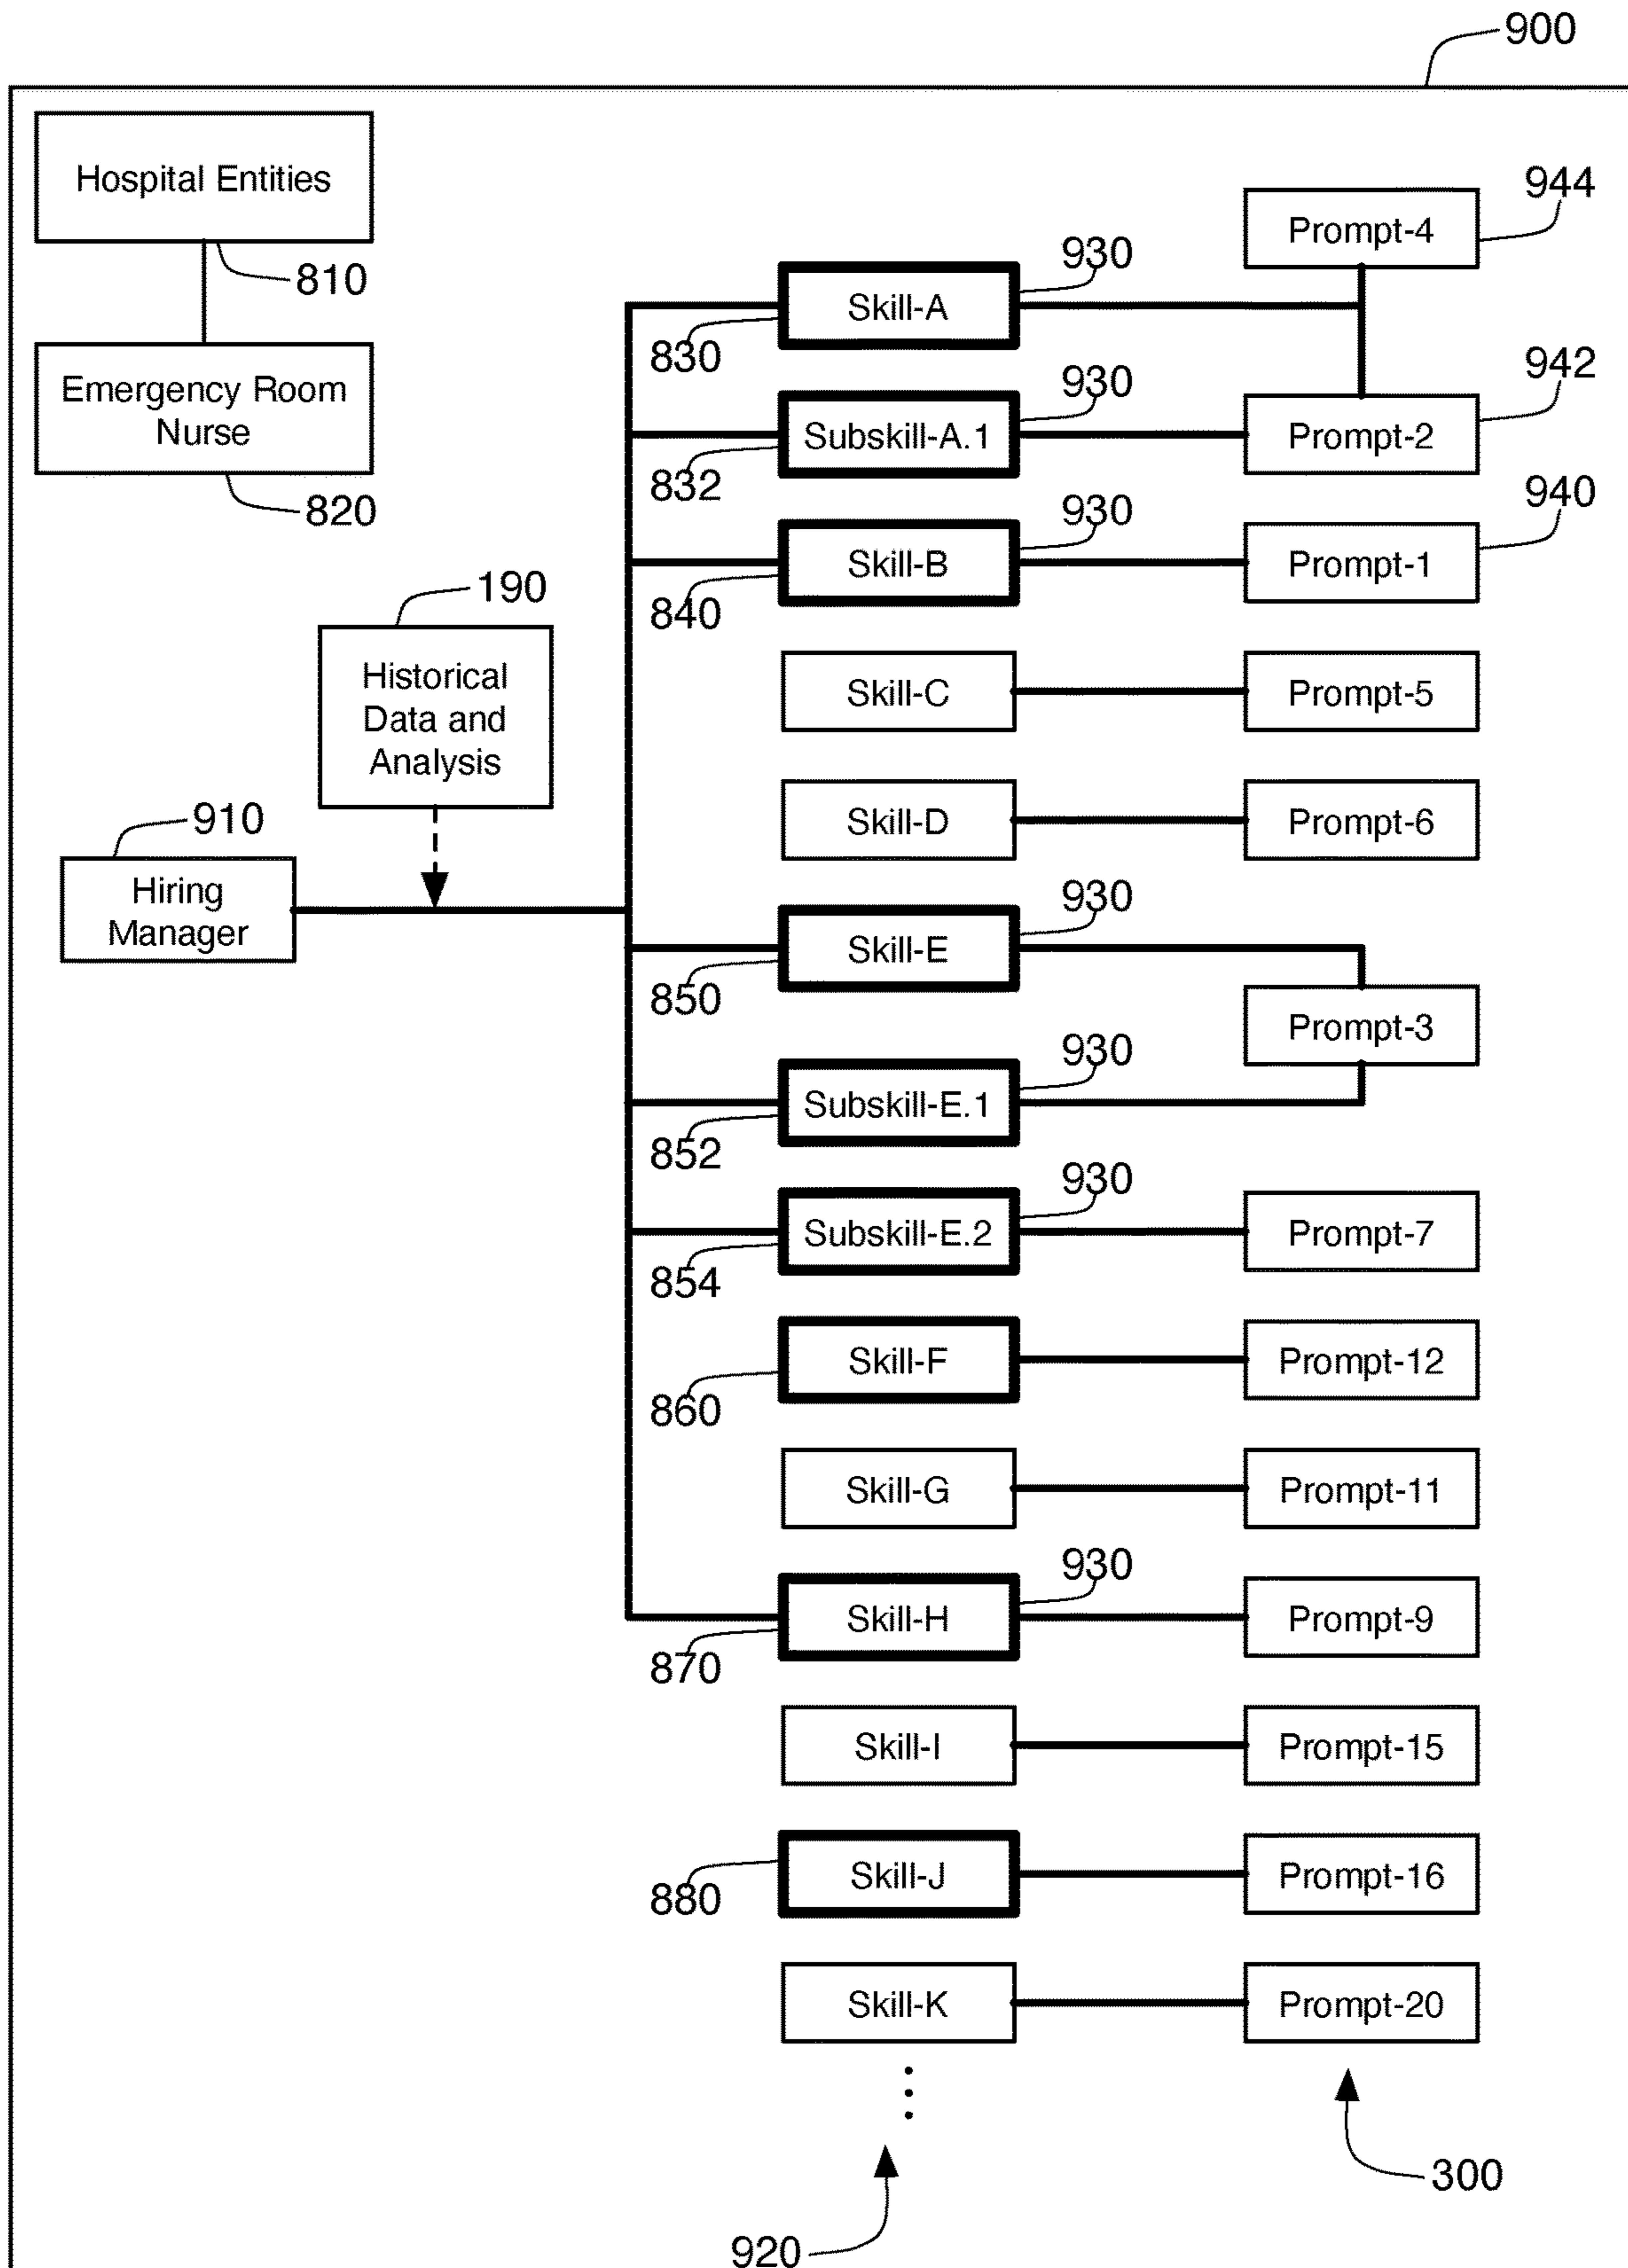 900
Hospital Entities
810
Emergency Room
Nurse
820
190
Historical
Data and
Analysis
910
Hiring
Manager
Skill-A
930
830
Prompt-4
944
Subskill-A.1
930
832
Prompt-2
942
Skill-B
930
840
Prompt-1
940
Skill-C
Prompt-5
Skill-D
Prompt-6
Skill-E
930
850
Prompt-3
Subskill-E.1
930
852
Subskill-E.2
930
854
Prompt-7
Skill-F
860
Prompt-12
Skill-G
Prompt-11
Skill-H
930
870
Prompt-9
Skill-I
Prompt-15
Skill-J
880
Prompt-16
Skill-K
Prompt-20
920
300